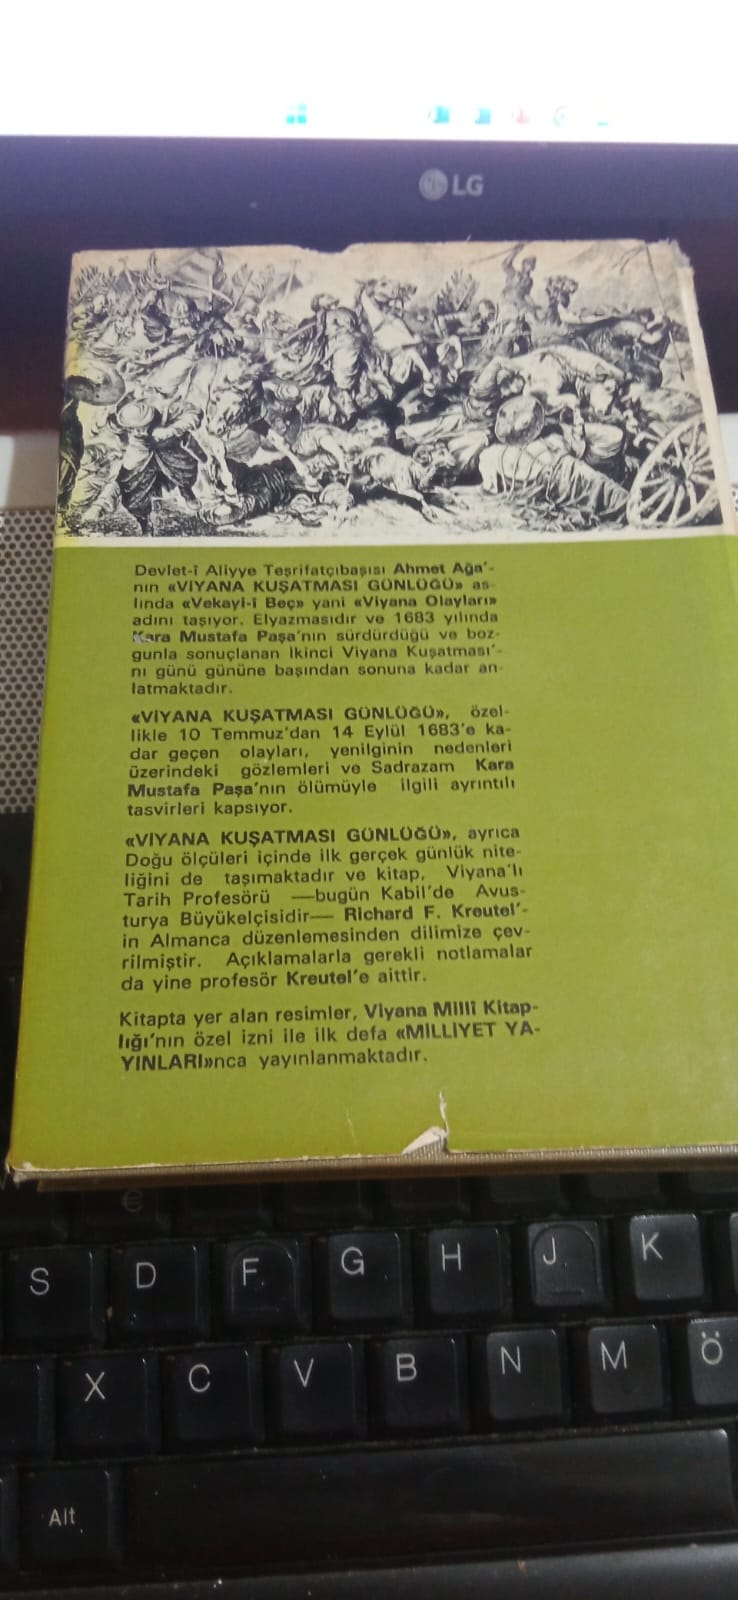 LG
Devlet-î Aliyye Teşrifatçıbaşısı Ahmet Ağa'-
nın «VİYANA KUŞATMASI GÜNLÜĞÜ» as-
lında «Vekayi-î Beç» yani «Viyana Olayları»
adını taşıyor. Elyazmasıdır ve 1683 yılında
Kara Mustafa Paşa'nın sürdürdüğü ve boz-
gunla sonuçlanan İkinci Viyana Kuşatması'-
nı günü gününe başından sonuna kadar an-
latmaktadır.
«VİYANA KUŞATMASI GÜNLÜĞÜ», özel-
likle 10 Temmuz'dan 14 Eylül 1683'e ka-
dar geçen olayları, yenilginin nedenleri
üzerindeki gözlemleri ve Sadrazam Kara
Mustafa Paşa'nın ölümüyle ilgili ayrıntılı
tasvirleri kapsıyor.
«VİYANA KUŞATMASI GÜNLÜĞÜ», ayrıca
Doğu ölçüleri içinde ilk gerçek günlük nite-
liğini de taşımaktadır ve kitap, Viyana'lı
Tarih Profesörü —bugün Kabil'de Avus-
turya Büyükelçisidir— Richard F. Kreutel'-
in Almanca düzenlemesinden dilimize çev-
rilmiştir. Açıklamalarla gerekli notlamalar
da yine profesör Kreutel'e aittir.
Kitapta yer alan resimler, Viyana Millî Kitap-
lığı'nın özel izni ile ilk defa «MİLLİYET YA-
YINLARI»nca yayınlanmaktadır.
S D F G H J K
X C V B N M Ö
Alt